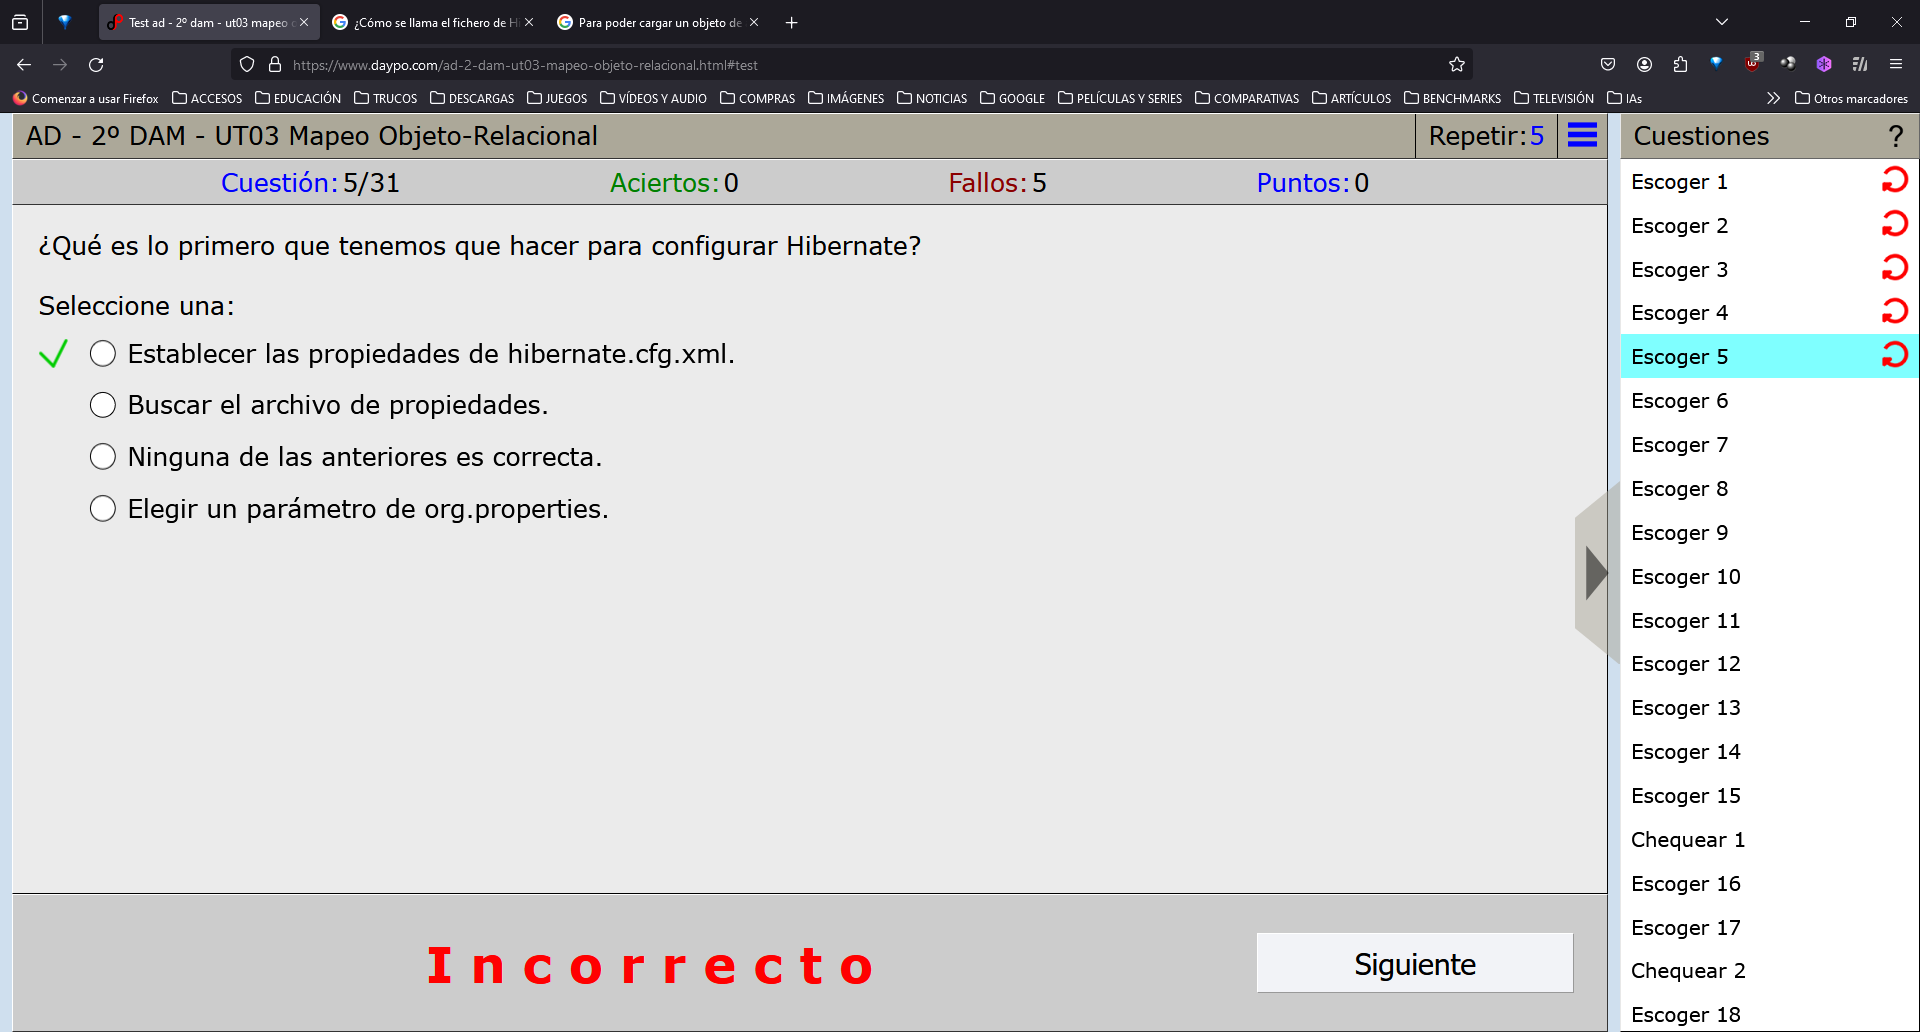 Test ad - 2º dam - ut03 mapeo
¿Cómo se llama el fichero de Hi
Para poder cargar un objeto de
https://www.daypo.com/ad-2-dam-ut03-mapeo-objeto-relacional.html#test
3
Comenzar a usar Firefox ACCESOS EDUCACIÓN TRUCOS DESCARGAS JUEGOS VÍDEOS Y AUDIO COMPRAS IMÁGENES NOTICIAS GOOGLE PELÍCULAS Y SERIES COMPARATIVAS ARTÍCULOS BENCHMARKS TELEVISIÓN IAs Otros marcadores
AD - 2º DAM - UT03 Mapeo Objeto-Relacional
Repetir:5
Cuestión:5/31 Aciertos:0 Fallos:5 Puntos:0
¿Qué es lo primero que tenemos que hacer para configurar Hibernate?
Seleccione una:
Establecer las propiedades de hibernate.cfg.xml.
Buscar el archivo de propiedades.
Ninguna de las anteriores es correcta.
Elegir un parámetro de org.properties.
Incorrecto
Siguiente
Cuestiones ?
Escoger 1
Escoger 2
Escoger 3
Escoger 4
Escoger 5
Escoger 6
Escoger 7
Escoger 8
Escoger 9
Escoger 10
Escoger 11
Escoger 12
Escoger 13
Escoger 14
Escoger 15
Chequear 1
Escoger 16
Escoger 17
Chequear 2
Escoger 18